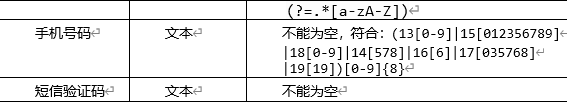 (?=.*[a-zA-Z])
手机号码 文本 不能为空，符合：(13[0-9]|15[012356789]
|18[0-9]|14[578]|16[6]|17[035768]
|19[19])[0-9]{8}
短信验证码 文本 不能为空